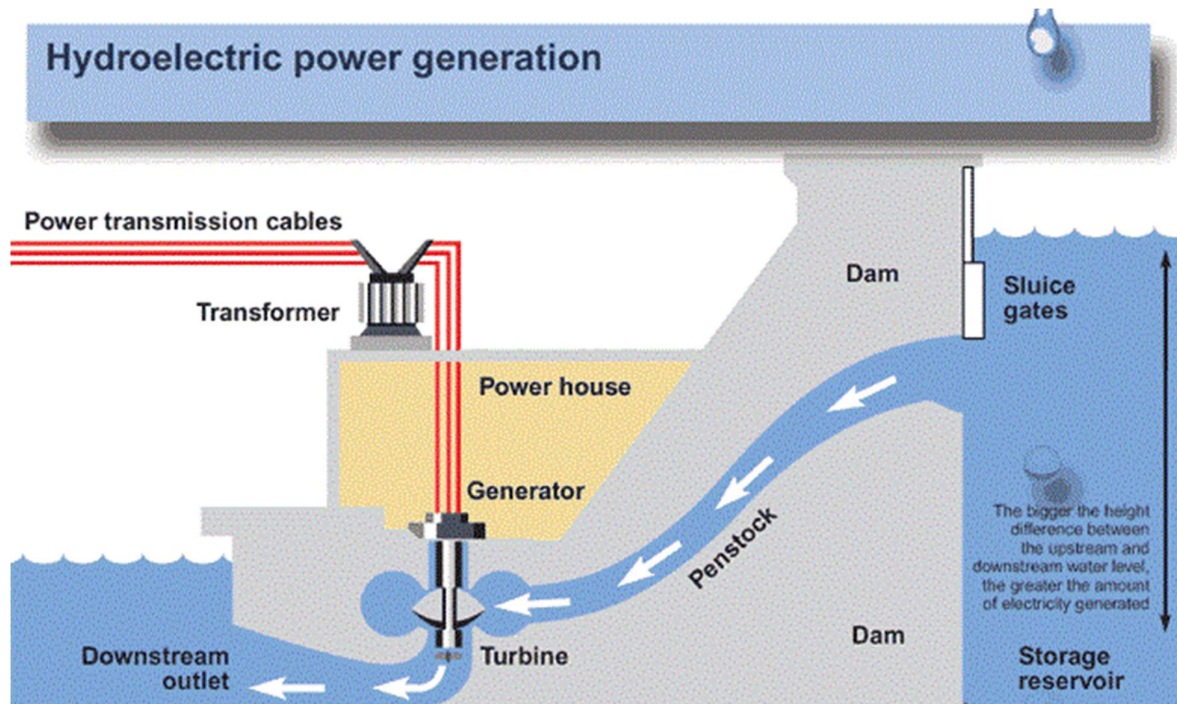 Hydroelectric power generation
Power transmission cables
Transformer
Dam
Sluice
gates
Power house
Generator
Penstock
The bigger the height
difference between
the upstream and
downstream water level,
the greater the amount
of electricity generated
Downstream
outlet
Turbine
Dam
Storage
reservoir